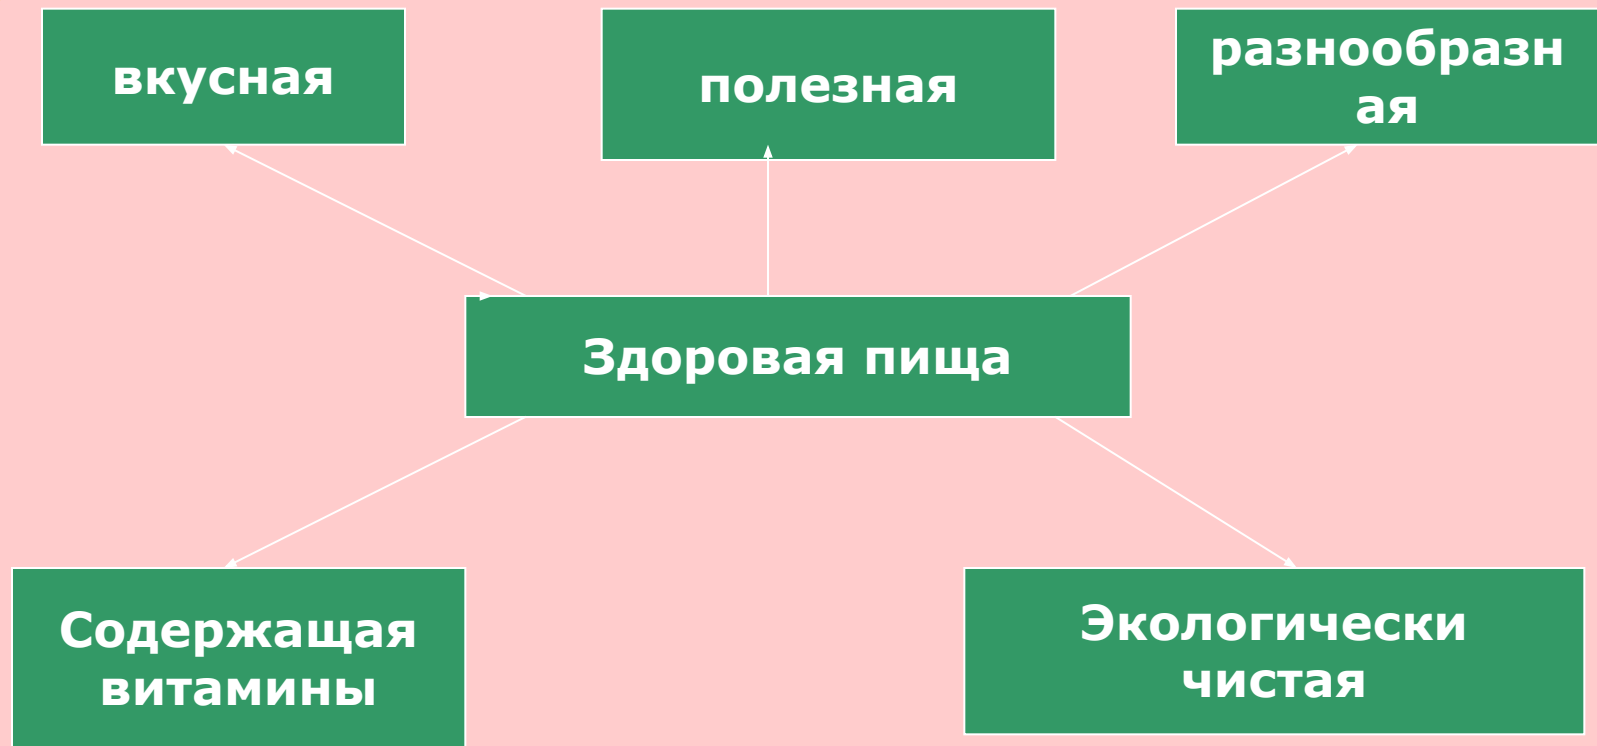 вкусная
полезная
разнообразн
ая
Здоровая пища
Содержащая
витамины
Экологически
чистая